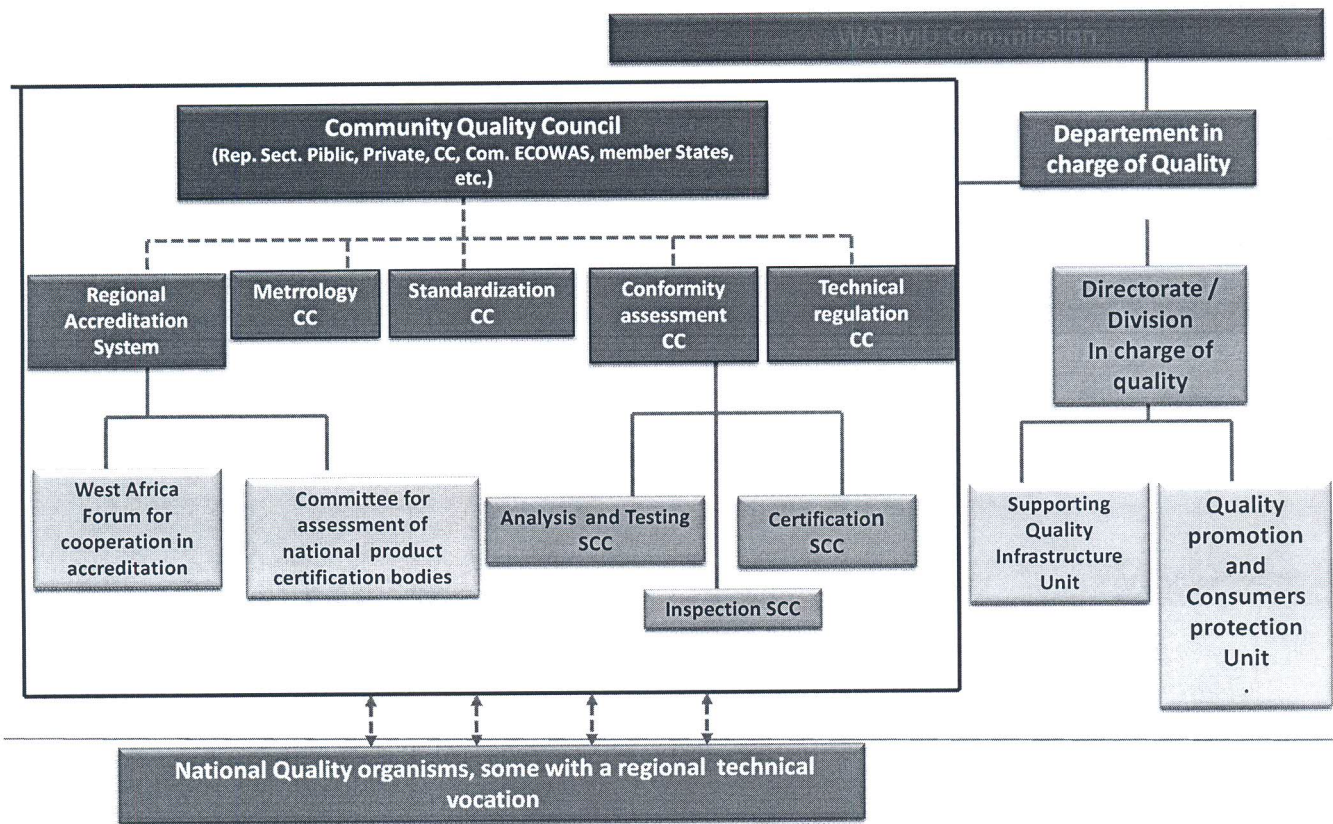 WAEMU Commission
Community Quality Council
(Rep. Sect. Piblic, Private, CC, Com. ECOWAS, member States,
etc.)
Departement in
charge of Quality
Regional
Accreditation
System
Metrrology
CC
Standardization
CC
Conformity
assessment
CC
Technical
regulation
CC
Directorate /
Division
In charge of
quality
West Africa
Forum for
cooperation in
accreditation
Committee for
assessment of
national product
certification bodies
Analysis and Testing
SCC
Certification
SCC
Inspection SCC
Supporting
Quality
Infrastructure
Unit
Quality
promotion
and
Consumers
protection
Unit
.
National Quality organisms, some with a regional technical
vocation